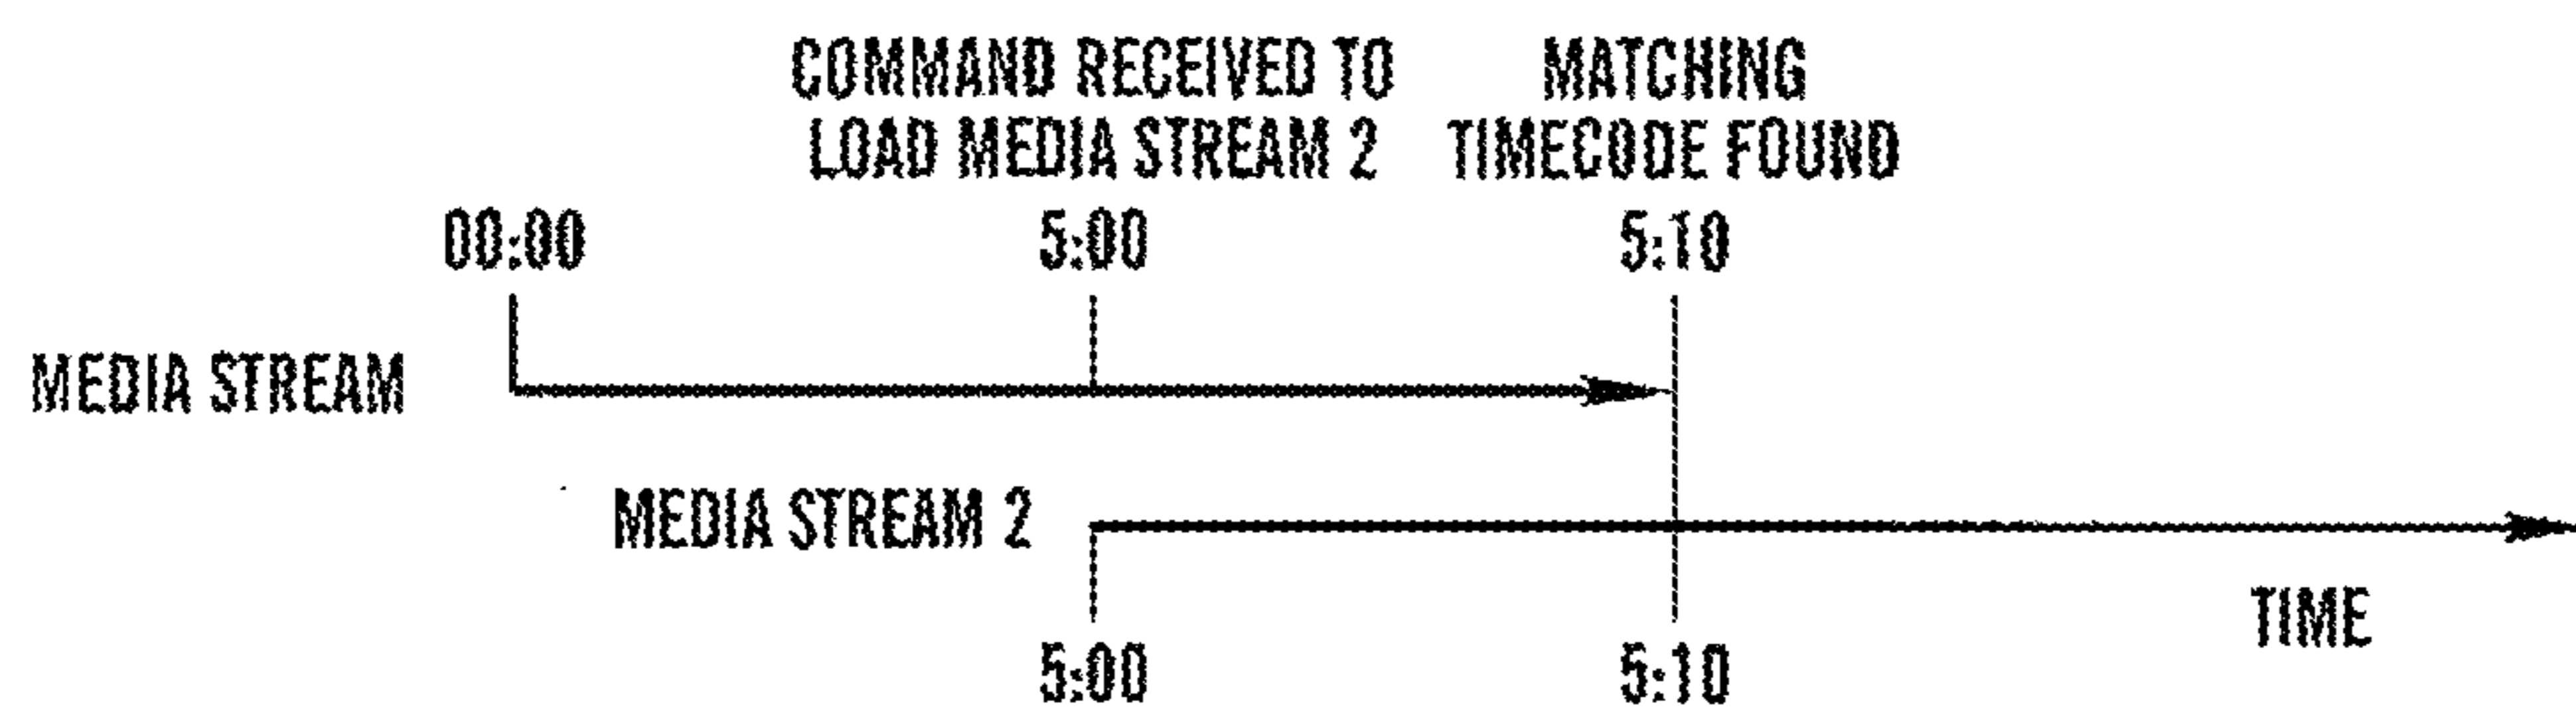 COMMAND RECEIVED TO
LOAD MEDIA STREAM 2
MATCHING
TIMECODE FOUND
00:00
5:00
5:10
MEDIA STREAM
MEDIA STREAM 2
TIME
5:00
5:10